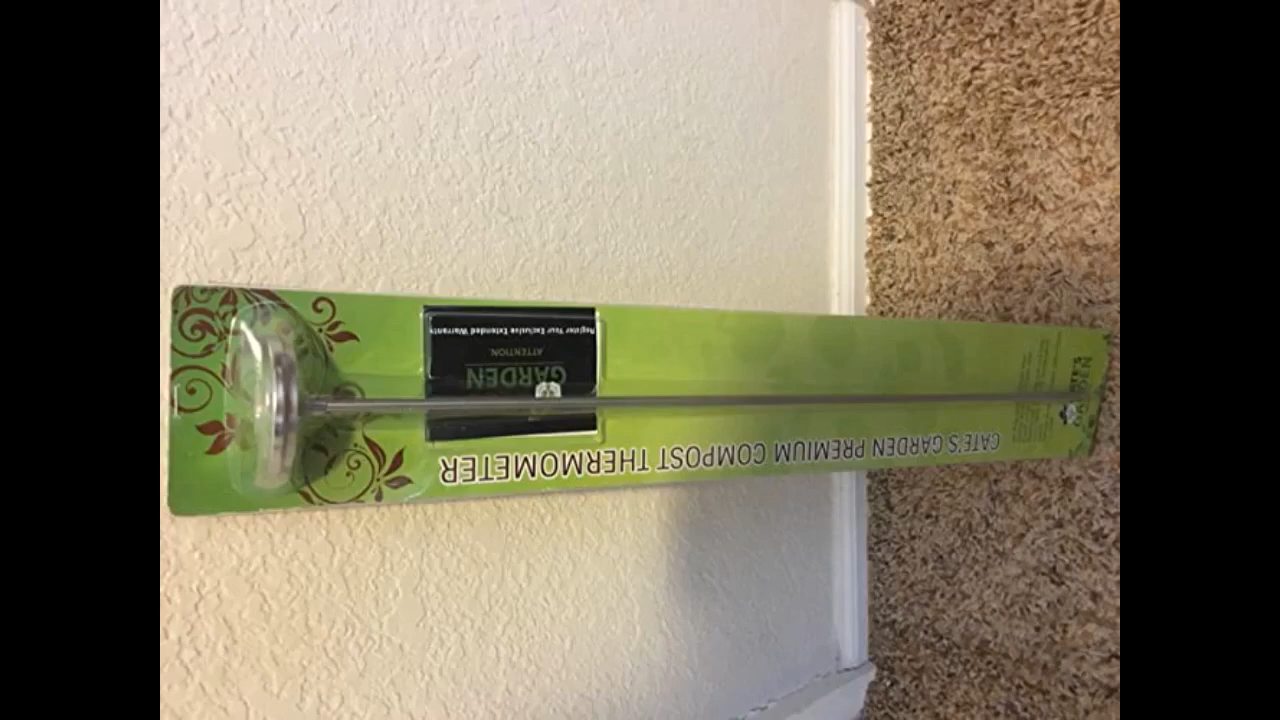 CATE'S GARDEN PREMIUM COMPOST THERMOMETER
GARDEN
ATTENTION.
Register Your Exclusive Extended Warranty